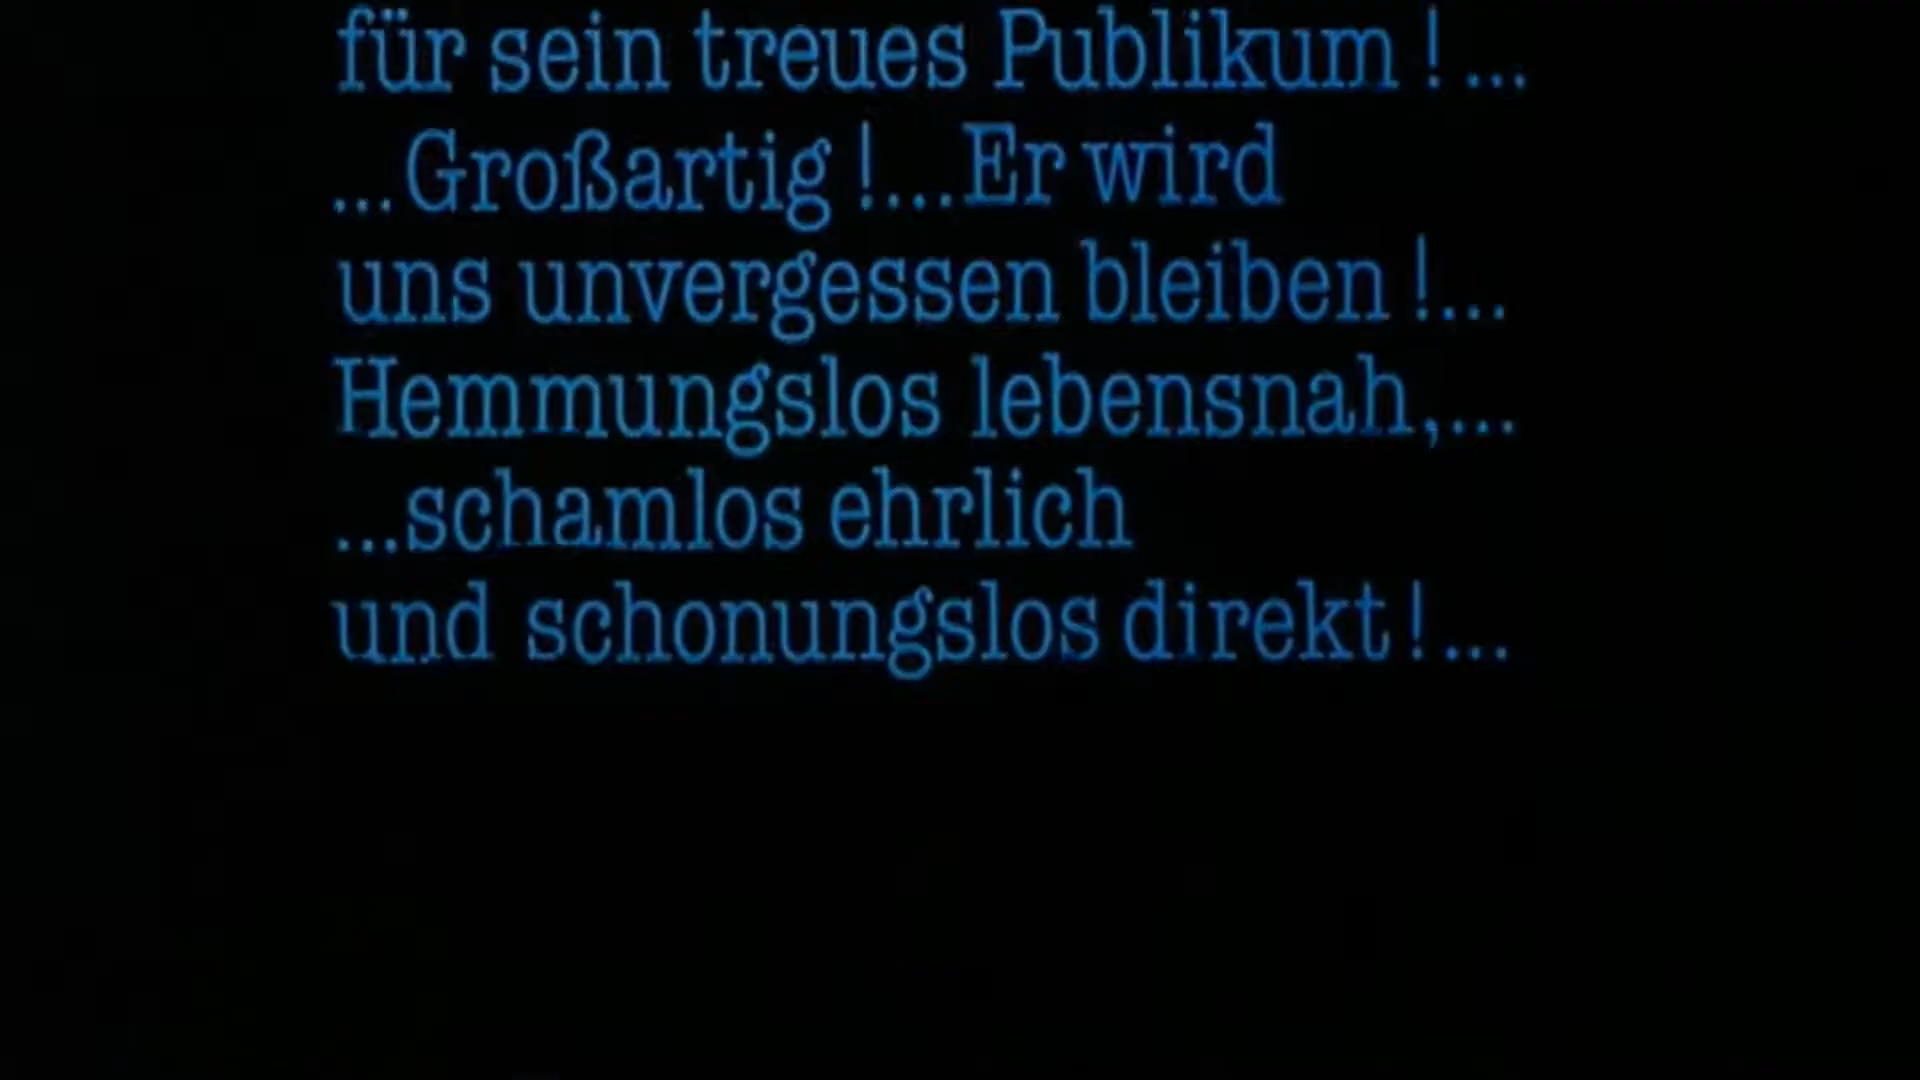 für sein treues Publikum !...
...Großartig !...Er wird
uns unvergessen bleiben !...
Hemmungslos lebensnah,...
...schamlos ehrlich
und schonungslos direkt !...